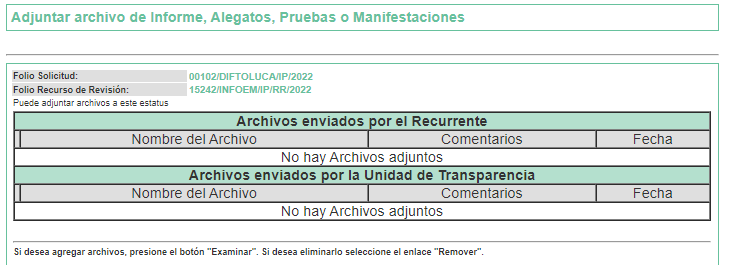 Adjuntar archivo de Informe, Alegatos, Pruebas o Manifestaciones
Folio Solicitud: 00102/DIFTOLUCA/IP/2022
Folio Recurso de Revisión: 15242/INFOEM/IP/RR/2022
Puede adjuntar archivos a este estatus
Archivos enviados por el Recurrente
Nombre del Archivo Comentarios Fecha
No hay Archivos adjuntos
Archivos enviados por la Unidad de Transparencia
Nombre del Archivo Comentarios Fecha
No hay Archivos adjuntos
Si desea agregar archivos, presione el botón "Examinar". Si desea eliminarlo seleccione el enlace "Remover".